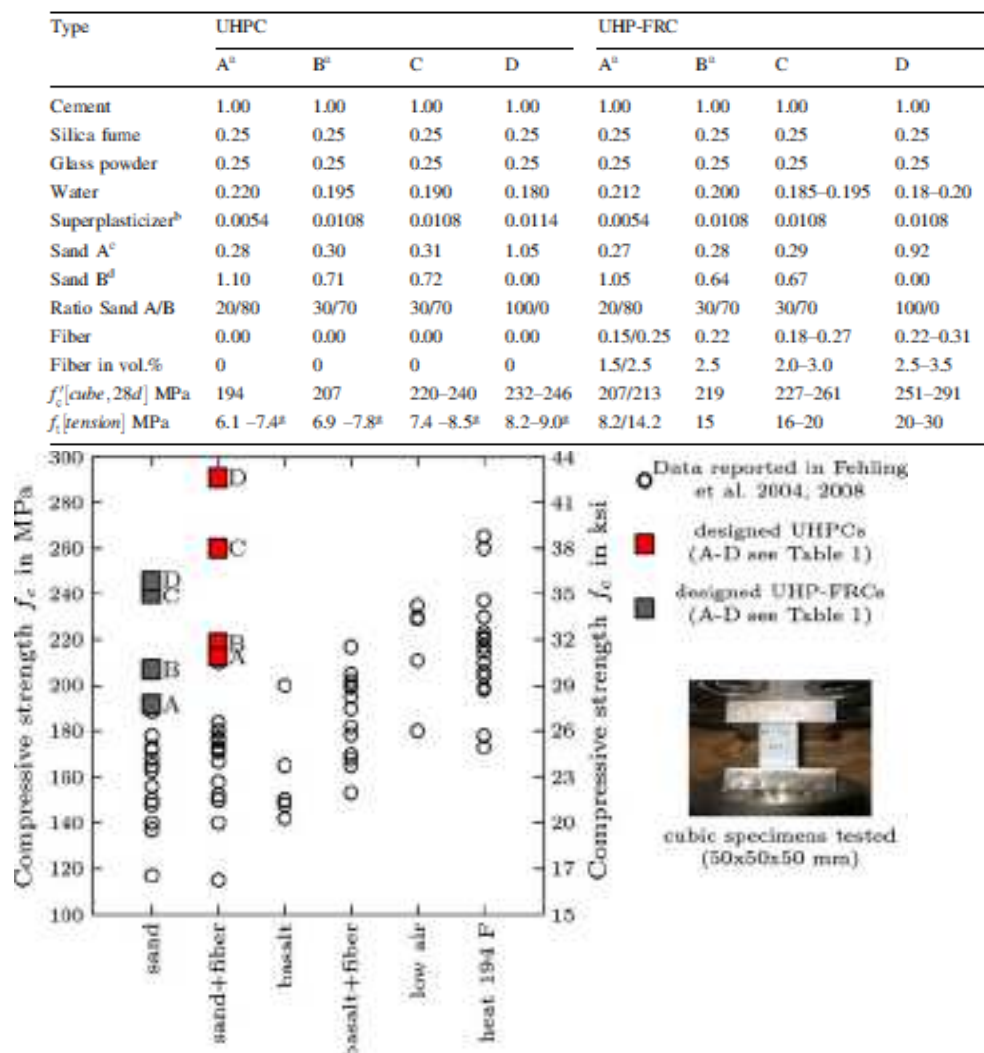 Type UHPC UHP-FRC
Aᵃ Bᵃ C D Aᵃ Bᵃ C D
Cement 1.00 1.00 1.00 1.00 1.00 1.00 1.00 1.00
Silica fume 0.25 0.25 0.25 0.25 0.25 0.25 0.25 0.25
Glass powder 0.25 0.25 0.25 0.25 0.25 0.25 0.25 0.25
Water 0.220 0.195 0.190 0.180 0.212 0.200 0.185–0.195 0.18–0.20
Superplasticizerᵇ 0.0054 0.0108 0.0108 0.0114 0.0054 0.0108 0.0108 0.0108
Sand Aᶜ 0.28 0.30 0.31 1.05 0.27 0.28 0.29 0.92
Sand Bᵈ 1.10 0.71 0.72 0.00 1.05 0.64 0.67 0.00
Ratio Sand A/B 20/80 30/70 30/70 100/0 20/80 30/70 30/70 100/0
Fiber 0.00 0.00 0.00 0.00 0.15/0.25 0.22 0.18–0.27 0.22–0.31
Fiber in vol.% 0 0 0 0 1.5/2.5 2.5 2.0–3.0 2.5–3.5
f′c[cube, 28d] MPa 194 207 220–240 232–246 207/213 219 227–261 251–291
ft[tension] MPa 6.1 –7.4ᵍ 6.9 –7.8ᵍ 7.4 –8.5ᵍ 8.2–9.0ᵍ 8.2/14.2 15 16–20 20–30
Compressive strength fc in MPa
300
280
260
240
220
200
180
160
140
120
100
D
C
B
A
D
C
B
A
44
41
38
35
32
29
26
23
20
17
15
Compressive strength fc in ksi
sand
sand+fiber
basalt
basalt+fiber
low air
heat 194 F
Data reported in Fehling
et al. 2004, 2008
designed UHPCs
(A-D see Table 1)
designed UHP-FRCs
(A-D see Table 1)
cubic specimens tested
(50x50x50 mm)